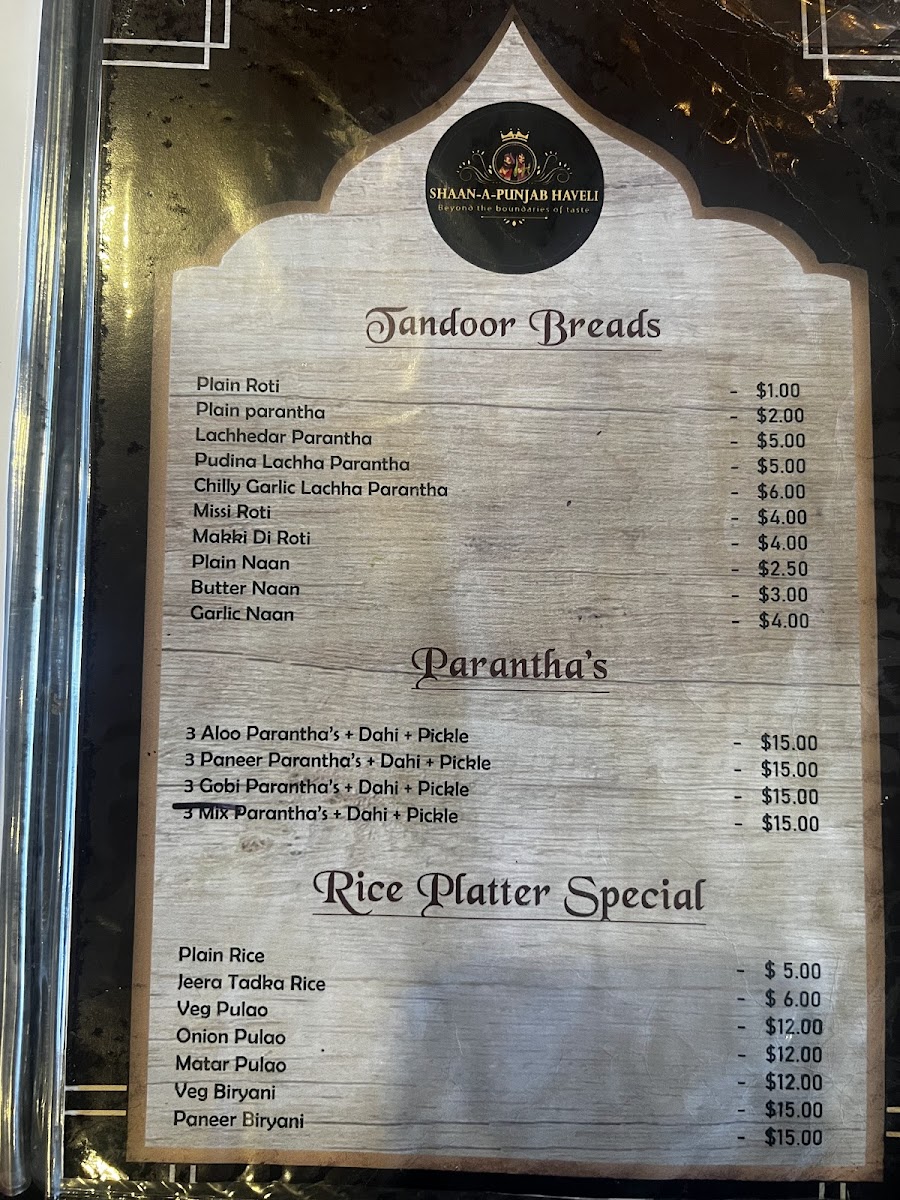 SHAAN-A-PUNJAB HAVELI
Beyond the boundaries of taste
Tandoor Breads
Plain Roti - $1.00
Plain parantha - $2.00
Lachhedar Parantha - $5.00
Pudina Lachha Parantha - $5.00
Chilly Garlic Lachha Parantha - $6.00
Missi Roti - $4.00
Makki Di Roti - $4.00
Plain Naan - $2.50
Butter Naan - $3.00
Garlic Naan - $4.00
Parantha's
3 Aloo Parantha's + Dahi + Pickle - $15.00
3 Paneer Parantha's + Dahi + Pickle - $15.00
3 Gobi Parantha's + Dahi + Pickle - $15.00
3 Mix Parantha's + Dahi + Pickle - $15.00
Rice Platter Special
Plain Rice - $ 5.00
Jeera Tadka Rice - $ 6.00
Veg Pulao - $12.00
Onion Pulao - $12.00
Matar Pulao - $12.00
Veg Biryani - $15.00
Paneer Biryani - $15.00